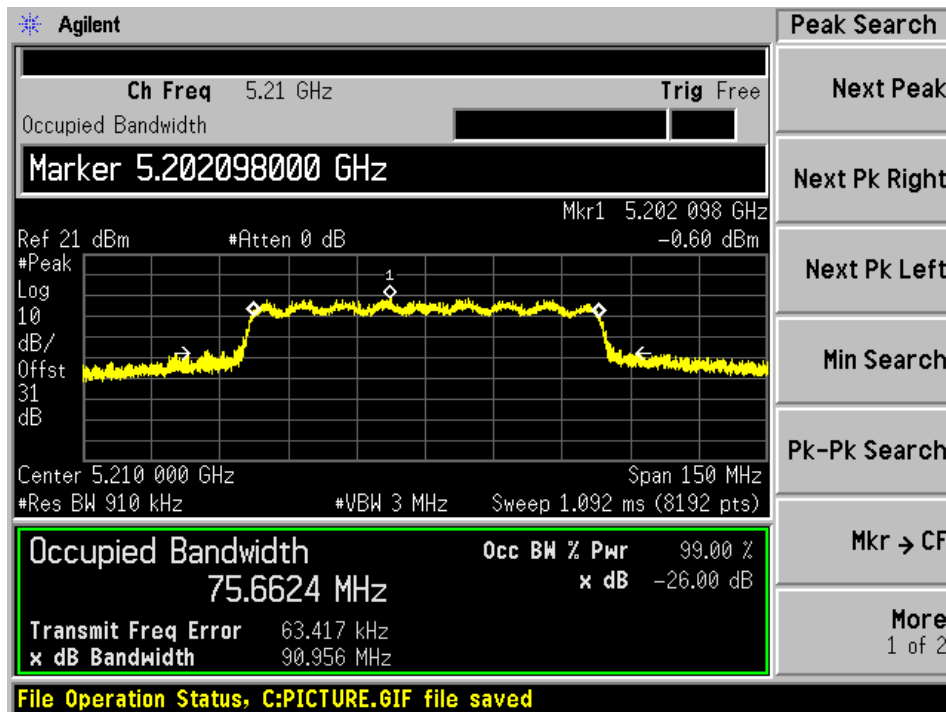 Agilent
Peak Search
Ch Freq 5.21 GHz Trig Free
Occupied Bandwidth
Marker 5.202098000 GHz
Mkr1 5.202 098 GHz
Ref 21 dBm #Atten 0 dB -0.60 dBm
#Peak
Log
10
dB/
Offst
31
dB
1
Center 5.210 000 GHz Span 150 MHz
#Res BW 910 kHz #VBW 3 MHz Sweep 1.092 ms (8192 pts)
Occupied Bandwidth
75.6624 MHz
Occ BW % Pwr 99.00 %
x dB -26.00 dB
Transmit Freq Error 63.417 kHz
x dB Bandwidth 90.956 MHz
File Operation Status, C:PICTURE.GIF file saved
Next Peak
Next Pk Right
Next Pk Left
Min Search
Pk-Pk Search
Mkr → CF
More
1 of 2